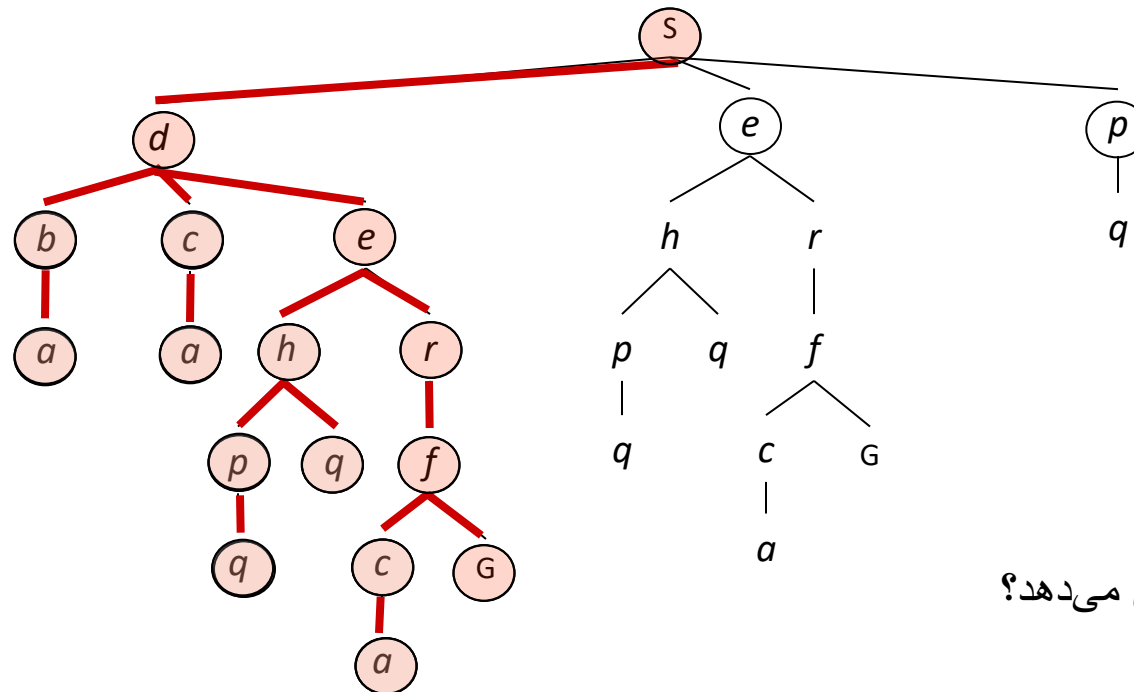 S
d e p
b c e h r q
a a h r p q f
p q f q c G
q c G a
a
می‌دهد؟